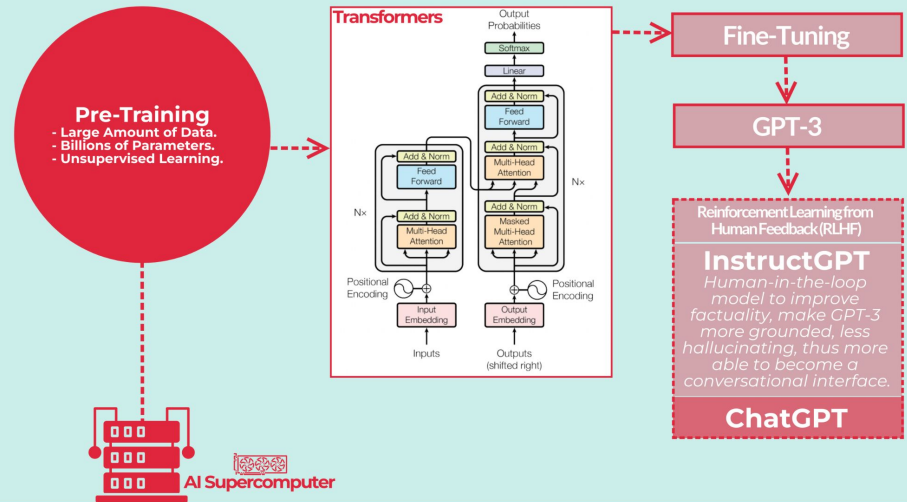 Pre-Training
- Large Amount of Data.
- Billions of Parameters.
- Unsupervised Learning.
AI Supercomputer
Transformers
Output
Probabilities
Softmax
Linear
Add & Norm
Feed
Forward
Add & Norm
Multi-Head
Attention
Add & Norm
Masked
Multi-Head
Attention
N×
Add & Norm
Feed
Forward
Add & Norm
Multi-Head
Attention
N×
Positional
Encoding
Positional
Encoding
Input
Embedding
Output
Embedding
Inputs
Outputs
(shifted right)
Fine-Tuning
GPT-3
Reinforcement Learning from
Human Feedback (RLHF)
InstructGPT
Human-in-the-loop
model to improve
factuality, make GPT-3
more grounded, less
hallucinating, thus more
able to become a
conversational interface.
ChatGPT